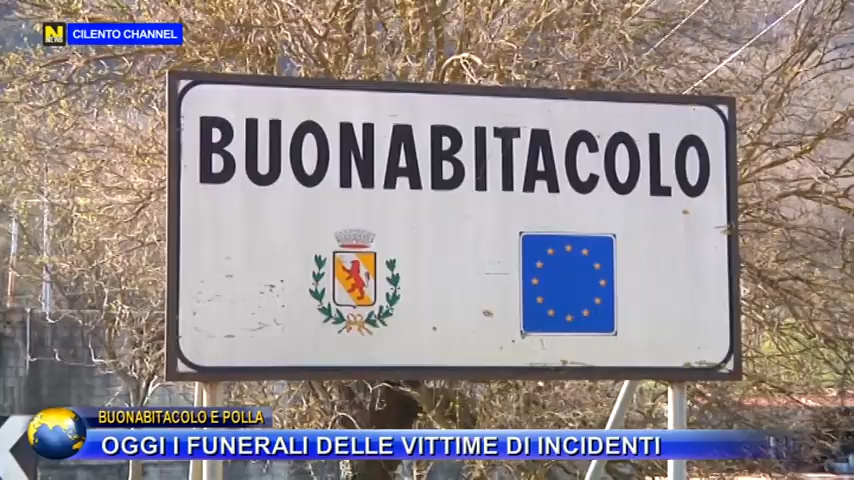 CILENTO CHANNEL
BUONABITACOLO
BUONABITACOLO E POLLA
OGGI I FUNERALI DELLE VITTIME DI INCIDENTI